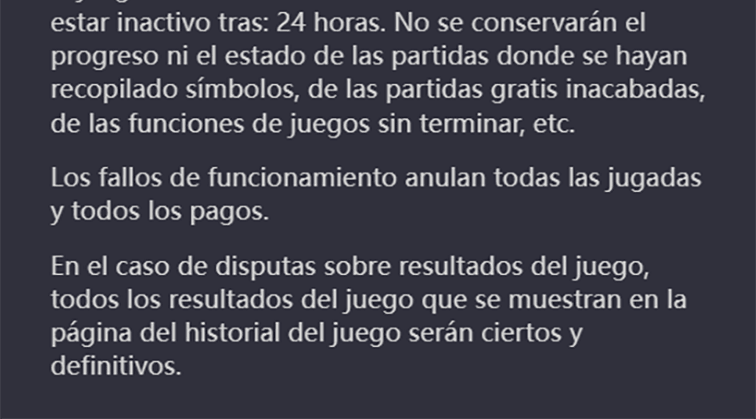 estar inactivo tras: 24 horas. No se conservarán el
progreso ni el estado de las partidas donde se hayan
recopilado símbolos, de las partidas gratis inacabadas,
de las funciones de juegos sin terminar, etc.
Los fallos de funcionamiento anulan todas las jugadas
y todos los pagos.
En el caso de disputas sobre resultados del juego,
todos los resultados del juego que se muestran en la
página del historial del juego serán ciertos y
definitivos.